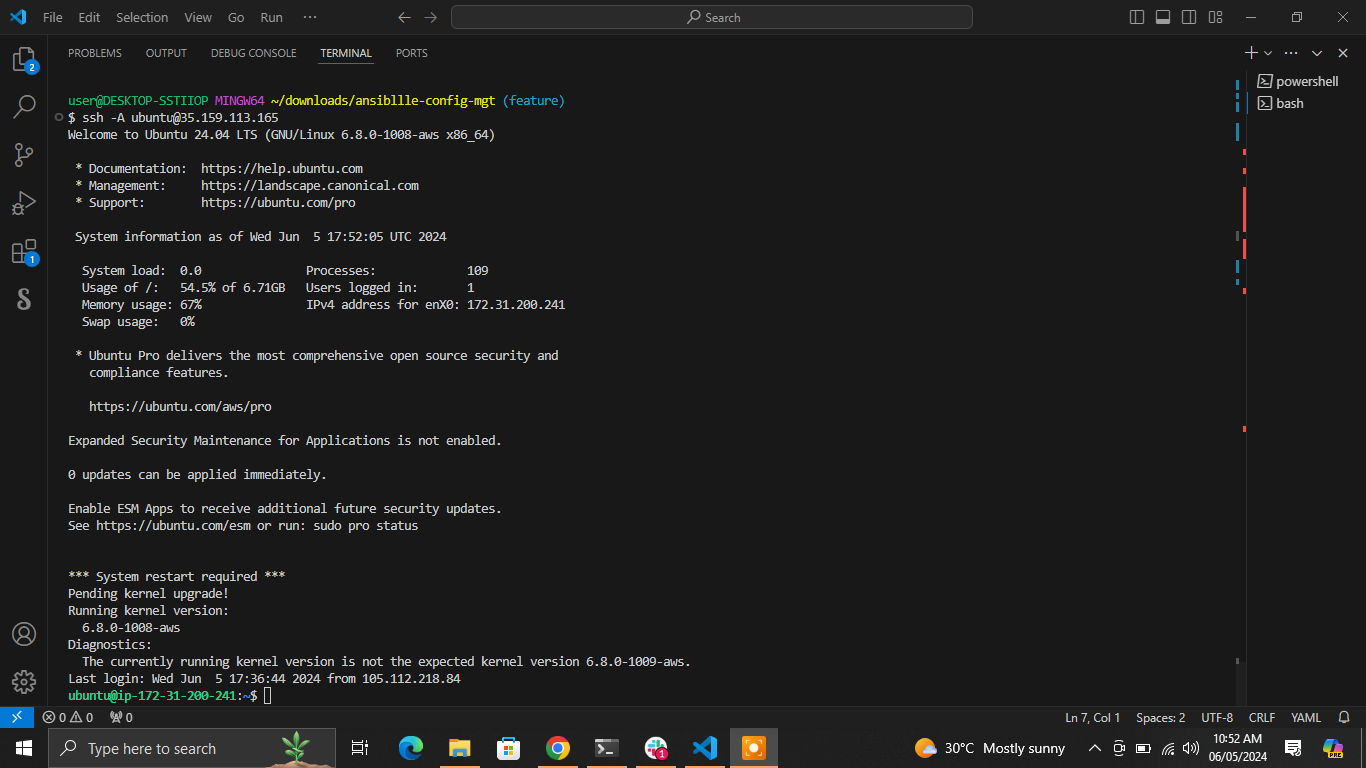 File Edit Selection View Go Run ··· Search
PROBLEMS OUTPUT DEBUG CONSOLE TERMINAL PORTS
2
1
powershell
bash
user@DESKTOP-SSTIIOP MINGW64 ~/downloads/ansibllle-config-mgt (feature)
$ ssh -A ubuntu@35.159.113.165
Welcome to Ubuntu 24.04 LTS (GNU/Linux 6.8.0-1008-aws x86_64)
* Documentation: https://help.ubuntu.com
* Management: https://landscape.canonical.com
* Support: https://ubuntu.com/pro
System information as of Wed Jun 5 17:52:05 UTC 2024
System load: 0.0 Processes: 109
Usage of /: 54.5% of 6.71GB Users logged in: 1
Memory usage: 67% IPv4 address for enX0: 172.31.200.241
Swap usage: 0%
* Ubuntu Pro delivers the most comprehensive open source security and
compliance features.
https://ubuntu.com/aws/pro
Expanded Security Maintenance for Applications is not enabled.
0 updates can be applied immediately.
Enable ESM Apps to receive additional future security updates.
See https://ubuntu.com/esm or run: sudo pro status
*** System restart required ***
Pending kernel upgrade!
Running kernel version:
6.8.0-1008-aws
Diagnostics:
The currently running kernel version is not the expected kernel version 6.8.0-1009-aws.
Last login: Wed Jun 5 17:36:44 2024 from 105.112.218.84
ubuntu@ip-172-31-200-241:~$
0 0 0 Ln 7, Col 1 Spaces: 2 UTF-8 CRLF YAML
Type here to search 1 30°C Mostly sunny 10:52 AM
06/05/2024
PRE